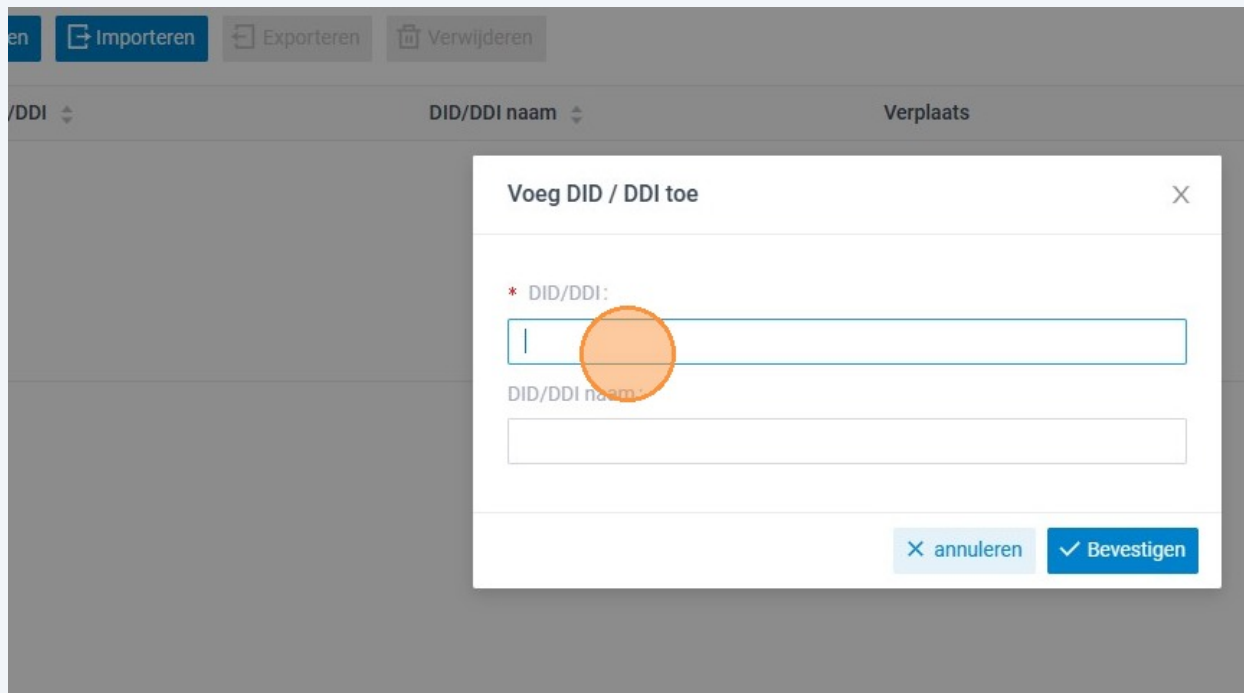 en Importeren Exporteren Verwijderen
/DDI DID/DDI naam Verplaats
Voeg DID / DDI toe
* DID/DDI:
DID/DDI naam:
annuleren Bevestigen